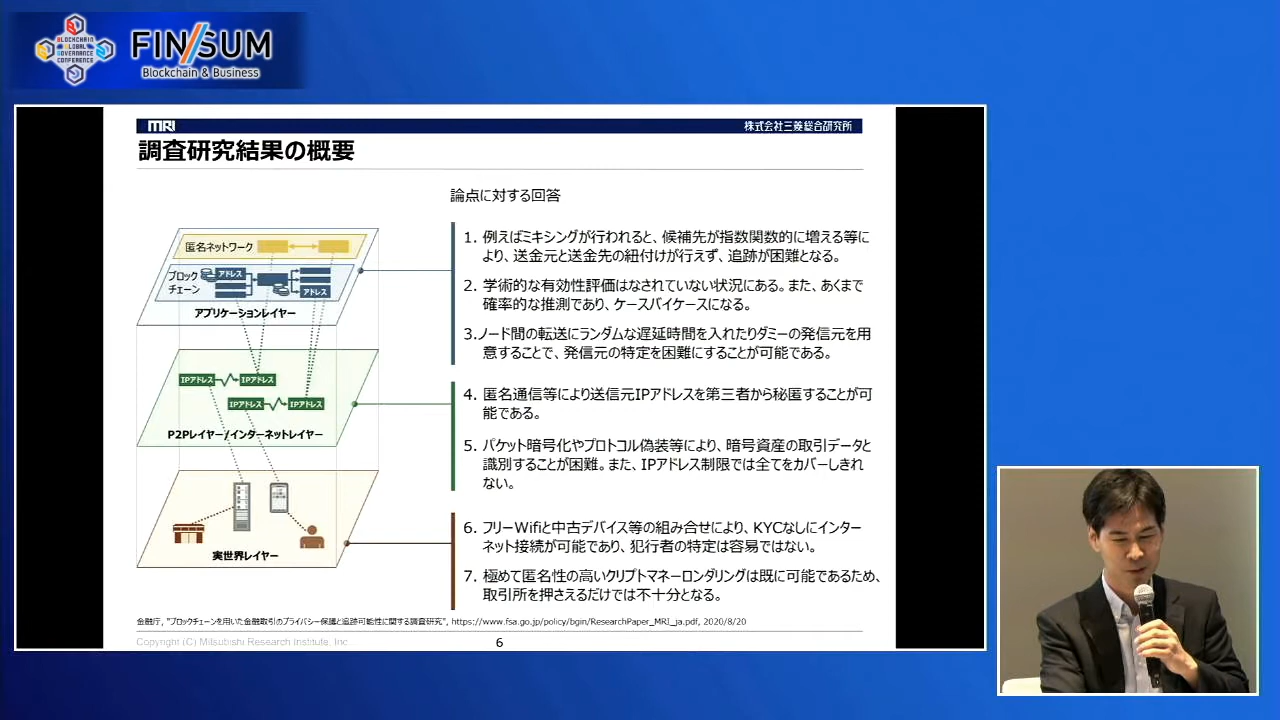 BLOCKCHAIN
GLOBAL
GOVERNANCE
CONFERENCE
FIN/SUM
Blockchain & Business
MRI
株式会社三菱総合研究所
調査研究結果の概要
論点に対する回答
匿名ネットワーク
ブロック
チェーン
アドレス
アドレス
アプリケーションレイヤー
IPアドレス
IPアドレス
IPアドレス
IPアドレス
P2Pレイヤー/インターネットレイヤー
実世界レイヤー
1. 例えばミキシングが行われると、候補先が指数関数的に増える等に
より、送金元と送金先の紐付けが行えず、追跡が困難となる。
2. 学術的な有効性評価はなされていない状況にある。また、あくまで
確率的な推測であり、ケースバイケースになる。
3.ノード間の転送にランダムな遅延時間を入れたりダミーの発信元を用
意することで、発信元の特定を困難にすることが可能である。
4. 匿名通信等により送信元IPアドレスを第三者から秘匿することが可
能である。
5. パケット暗号化やプロトコル偽装等により、暗号資産の取引データと
識別することが困難。また、IPアドレス制限では全てをカバーしきれ
ない。
6. フリーWifiと中古デバイス等の組み合せにより、KYCなしにインター
ネット接続が可能であり、犯行者の特定は容易ではない。
7. 極めて匿名性の高いクリプトマネーロンダリングは既に可能であるため、
取引所を押さえるだけでは不十分となる。
金融庁, "ブロックチェーンを用いた金融取引のプライバシー保護と追跡可能性に関する調査研究", https://www.fsa.go.jp/policy/bgin/ResearchPaper_MRI_ja.pdf, 2020/8/20
Copyright (C) Mitsubishi Research Institute, Inc.
6